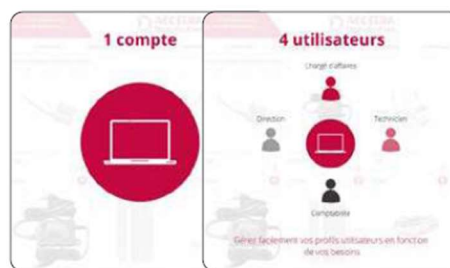 1 compte
4 utilisateurs
Chargé d'affaires
Direction
Technicien
Comptabilité
Gérez facilement vos profils utilisateurs en fonction
de vos besoins